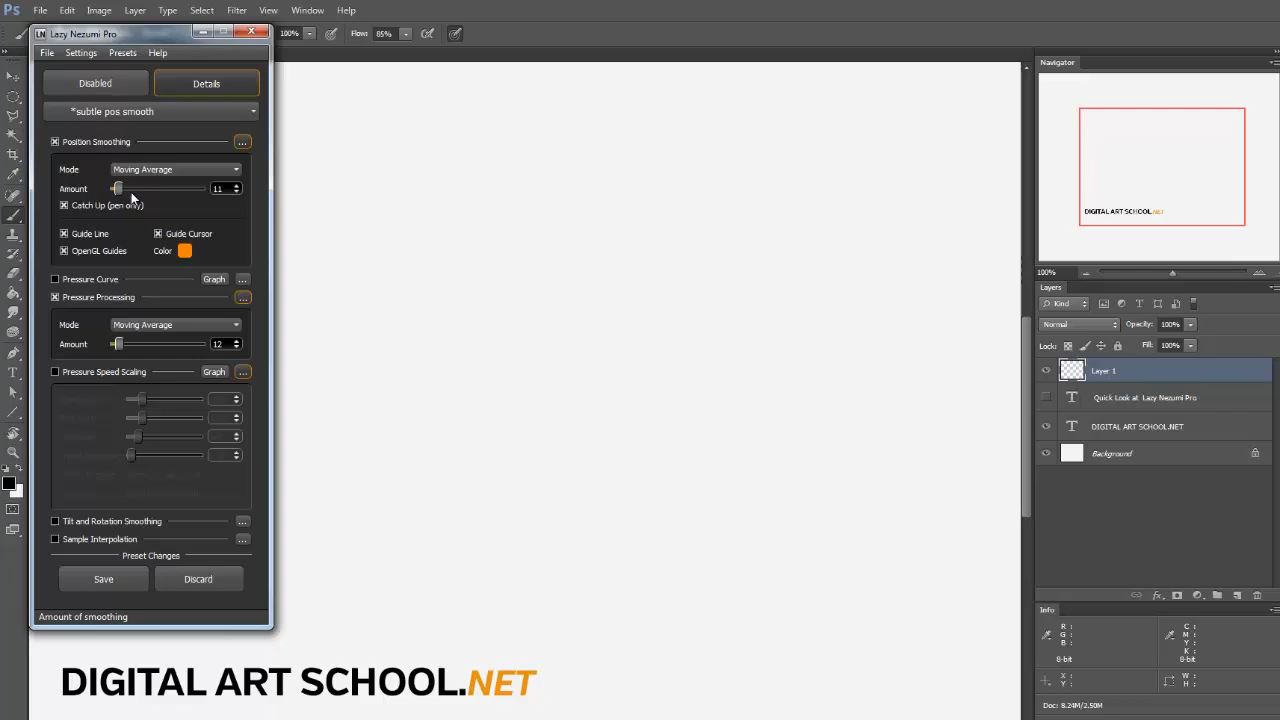 Ps File Edit Image Layer Type Select Filter View Window Help
LN Lazy Nezumi Pro
100% Flow: 85%
File Settings Presets Help
Disabled Details
*subtle pos smooth
Position Smoothing ...
Mode Moving Average
Amount 11
Catch Up (pen only)
Guide Line Guide Cursor
OpenGL Guides Color
Pressure Curve Graph ...
Pressure Processing ...
Mode Moving Average
Amount 12
Pressure Speed Scaling Graph ...
Tilt and Rotation Smoothing ...
Sample Interpolation ...
Preset Changes
Save Discard
Amount of smoothing
DIGITAL ART SCHOOL.NET
Navigator
DIGITAL ART SCHOOL.NET
100%
Layers
Kind
Normal Opacity: 100%
Lock: Fill: 100%
Layer 1
T Quick Look at Lazy Nezumi Pro
T DIGITAL ART SCHOOL.NET
Background
fx
Info
R : C :
G : M :
B : Y :
K :
8-bit 8-bit
X : W :
Y : H :
Doc: 8.24M/2.50M